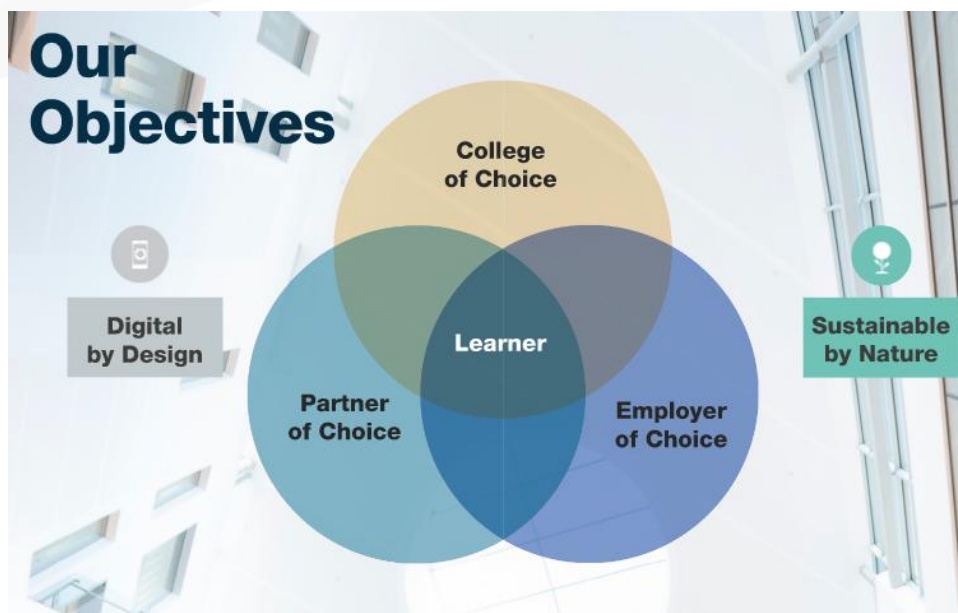 Our
Objectives
College
of Choice
Digital
by Design
Learner
Sustainable
by Nature
Partner
of Choice
Employer
of Choice